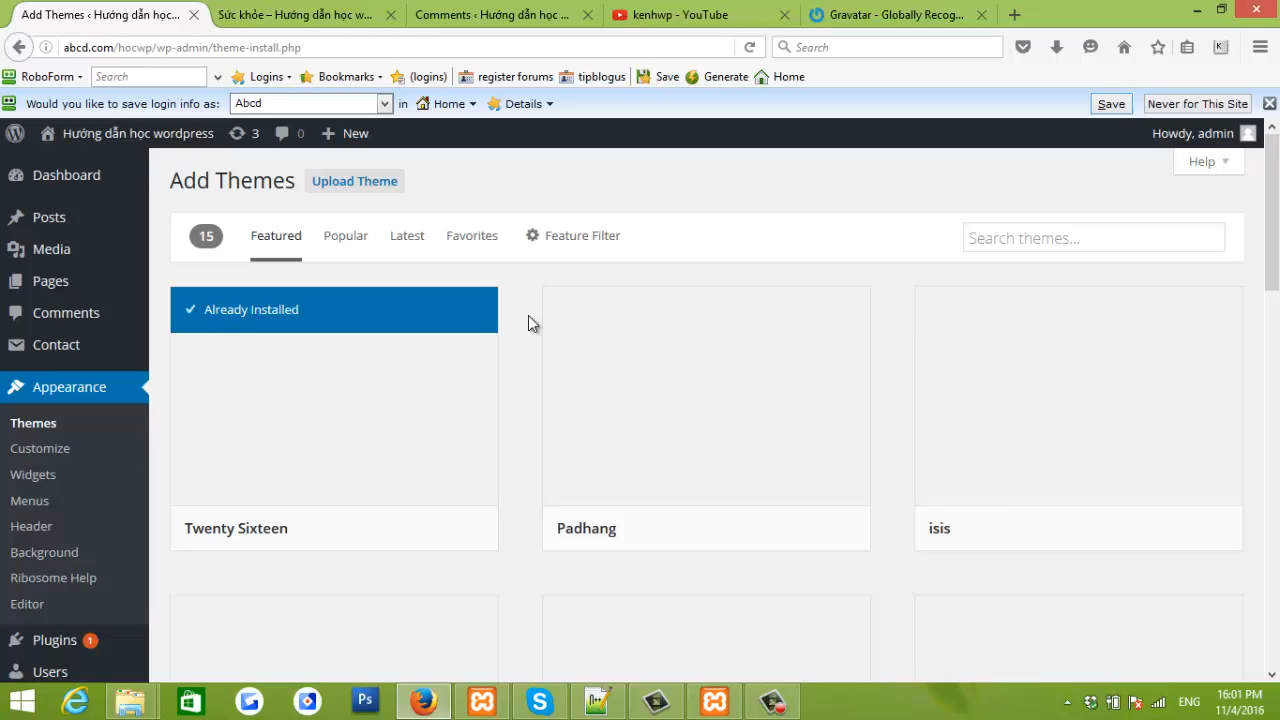 Add Themes ‹ Hướng dẫn học ...
Sức khỏe – Hướng dẫn học w...
Comments ‹ Hướng dẫn học ...
kenhwp - YouTube
Gravatar - Globally Recog...
abcd.com/hocwp/wp-admin/theme-install.php
Search
RoboForm
Search
Logins
Bookmarks
(logins)
register forums
tipblogus
Save
Generate
Home
Would you like to save login info as:
Abcd
in
Home
Details
Save
Never for This Site
Hướng dẫn học wordpress
3
0
New
Howdy, admin
Dashboard
Posts
Media
Pages
Comments
Contact
Appearance
Themes
Customize
Widgets
Menus
Header
Background
Ribosome Help
Editor
Plugins 1
Users
Add Themes
Upload Theme
Help
15
Featured
Popular
Latest
Favorites
Feature Filter
Search themes...
Already Installed
Twenty Sixteen
Padhang
isis
Ps
ENG
16:01 PM
11/4/2016